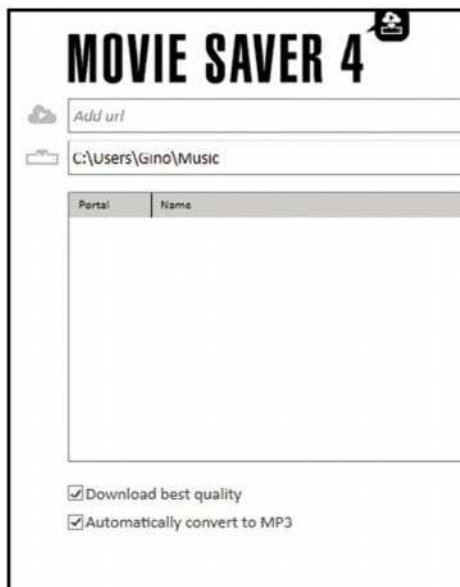 MOVIE SAVER 4
Add url
C:\Users\Gino\Music
Portal Name
Download best quality
Automatically convert to MP3